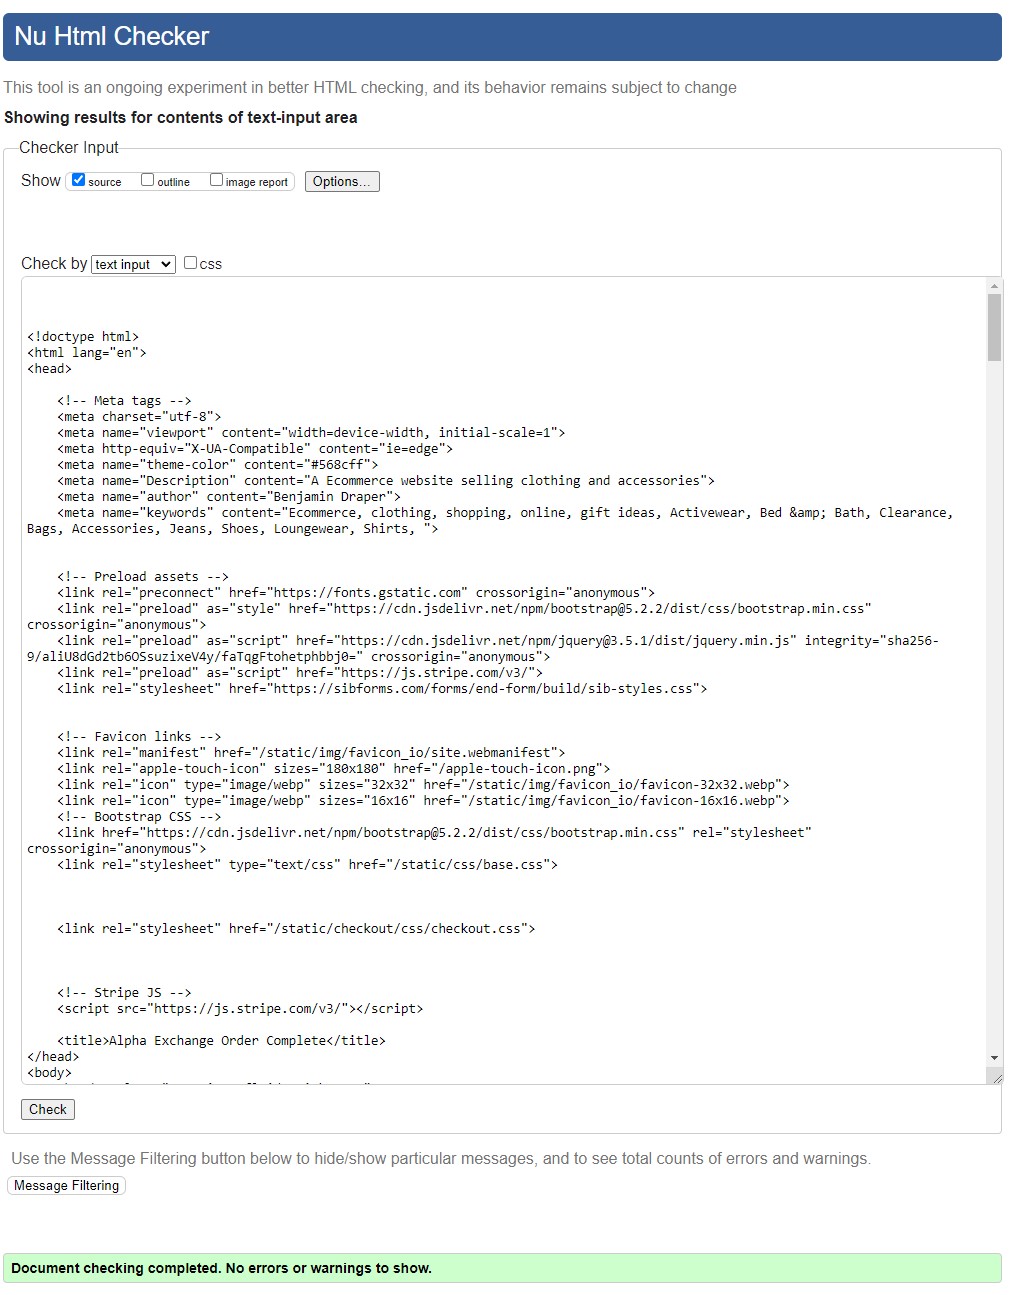 Nu Html Checker
This tool is an ongoing experiment in better HTML checking, and its behavior remains subject to change
Showing results for contents of text-input area
Checker Input
Show source outline image report Options...
Check by text input css
<!doctype html>
<html lang="en">
<head>
<!-- Meta tags -->
<meta charset="utf-8">
<meta name="viewport" content="width=device-width, initial-scale=1">
<meta http-equiv="X-UA-Compatible" content="ie=edge">
<meta name="theme-color" content="#568cff">
<meta name="Description" content="A Ecommerce website selling clothing and accessories">
<meta name="author" content="Benjamin Draper">
<meta name="keywords" content="Ecommerce, clothing, shopping, online, gift ideas, Activewear, Bed &amp; Bath, Clearance,
Bags, Accessories, Jeans, Shoes, Loungewear, Shirts, ">
<!-- Preload assets -->
<link rel="preconnect" href="https://fonts.gstatic.com" crossorigin="anonymous">
<link rel="preload" as="style" href="https://cdn.jsdelivr.net/npm/bootstrap@5.2.2/dist/css/bootstrap.min.css"
crossorigin="anonymous">
<link rel="preload" as="script" href="https://cdn.jsdelivr.net/npm/jquery@3.5.1/dist/jquery.min.js" integrity="sha256-
9/aliU8dGd2tb6OSsuzixeV4y/faTqgFtohetphbbj0=" crossorigin="anonymous">
<link rel="preload" as="script" href="https://js.stripe.com/v3/">
<link rel="stylesheet" href="https://sibforms.com/forms/end-form/build/sib-styles.css">
<!-- Favicon links -->
<link rel="manifest" href="/static/img/favicon_io/site.webmanifest">
<link rel="apple-touch-icon" sizes="180x180" href="/apple-touch-icon.png">
<link rel="icon" type="image/webp" sizes="32x32" href="/static/img/favicon_io/favicon-32x32.webp">
<link rel="icon" type="image/webp" sizes="16x16" href="/static/img/favicon_io/favicon-16x16.webp">
<!-- Bootstrap CSS -->
<link href="https://cdn.jsdelivr.net/npm/bootstrap@5.2.2/dist/css/bootstrap.min.css" rel="stylesheet"
crossorigin="anonymous">
<link rel="stylesheet" type="text/css" href="/static/css/base.css">
<link rel="stylesheet" href="/static/checkout/css/checkout.css">
<!-- Stripe JS -->
<script src="https://js.stripe.com/v3/"></script>
<title>Alpha Exchange Order Complete</title>
</head>
<body>
Check
Use the Message Filtering button below to hide/show particular messages, and to see total counts of errors and warnings.
Message Filtering
Document checking completed. No errors or warnings to show.